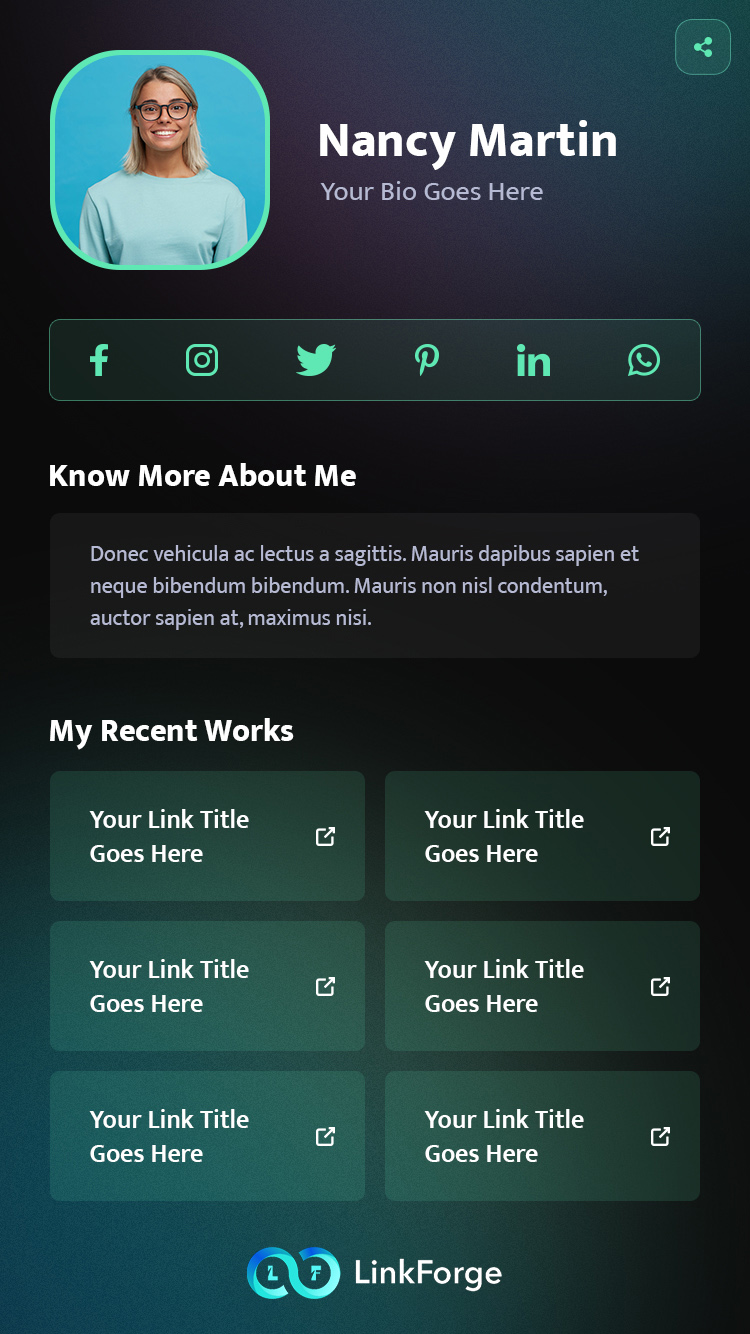 Nancy Martin
Your Bio Goes Here
Know More About Me
Donec vehicula ac lectus a sagittis. Mauris dapibus sapien et
neque bibendum bibendum. Mauris non nisl condentum,
auctor sapien at, maximus nisi.
My Recent Works
Your Link Title
Goes Here
Your Link Title
Goes Here
Your Link Title
Goes Here
Your Link Title
Goes Here
Your Link Title
Goes Here
Your Link Title
Goes Here
L F LinkForge